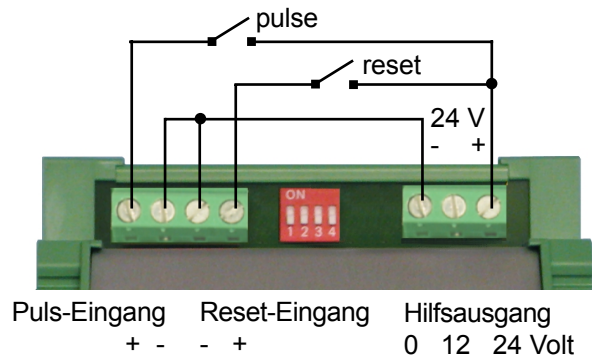 pulse
reset
24 V
- +
ON
1 2 3 4
Puls-Eingang Reset-Eingang Hilfsausgang
+ - - + 0 12 24 Volt